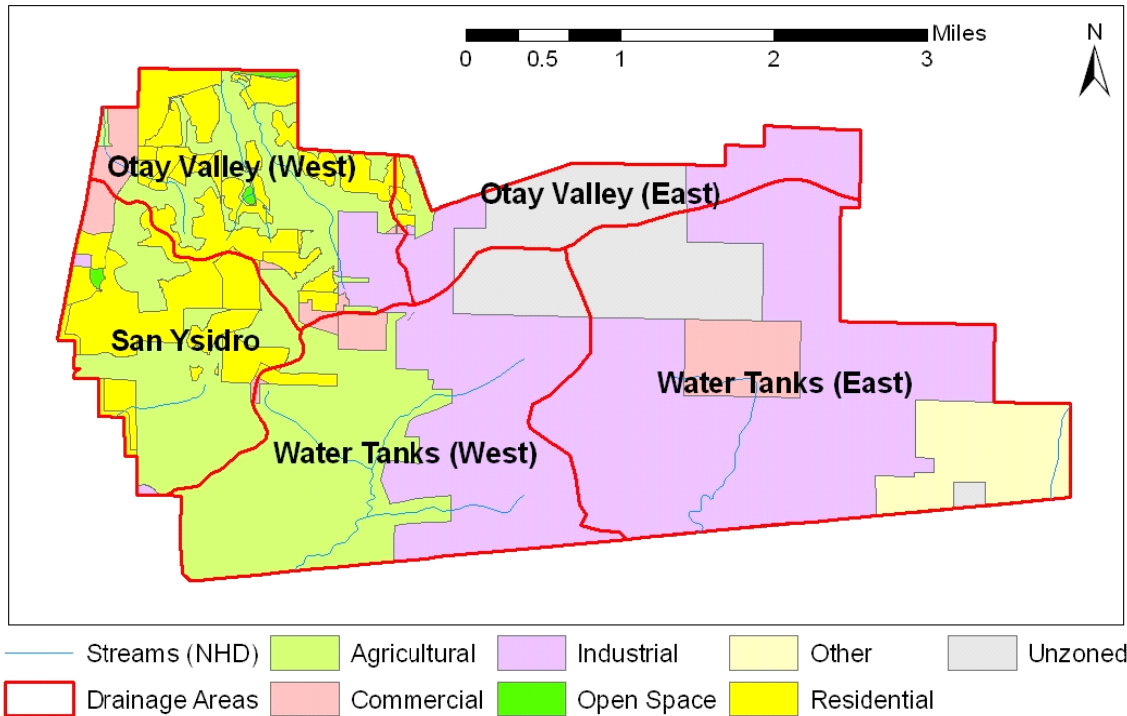 Miles
N
0 0.5 1 2 3
Otay Valley (West)
Otay Valley (East)
San Ysidro
Water Tanks (East)
Water Tanks (West)
Streams (NHD) Agricultural Industrial Other Unzoned
Drainage Areas Commercial Open Space Residential